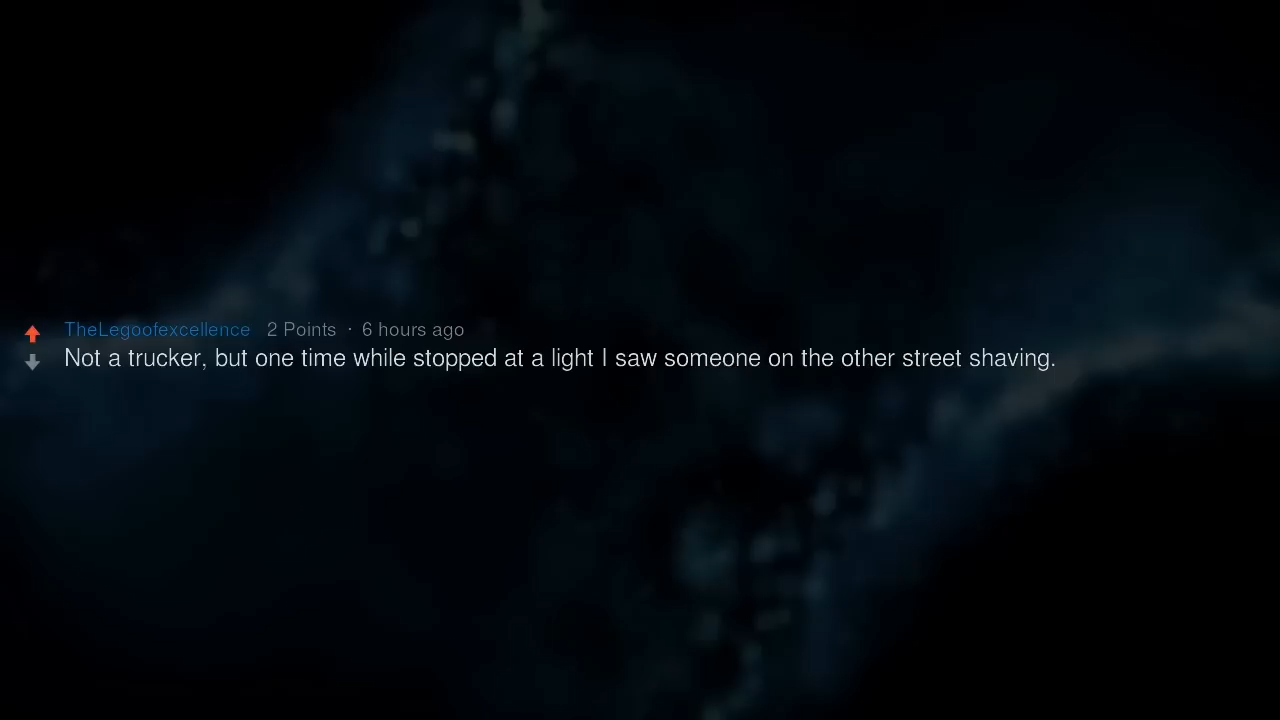 TheLegoofexcellence 2 Points · 6 hours ago
Not a trucker, but one time while stopped at a light I saw someone on the other street shaving.